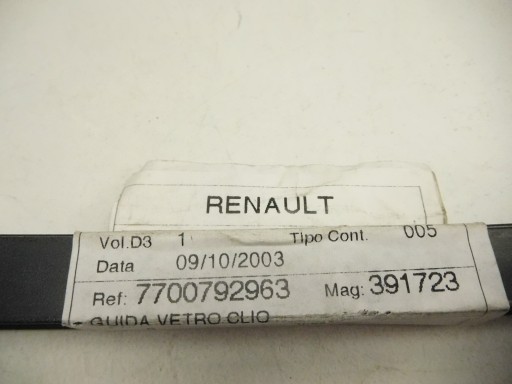 RENAULT
Vol.D3 1 Tipo Cont. 005
Data 09/10/2003
Ref: 7700792963 Mag: 391723
GUIDA VETRO CLIO